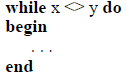 while x <> y do
begin
...
end